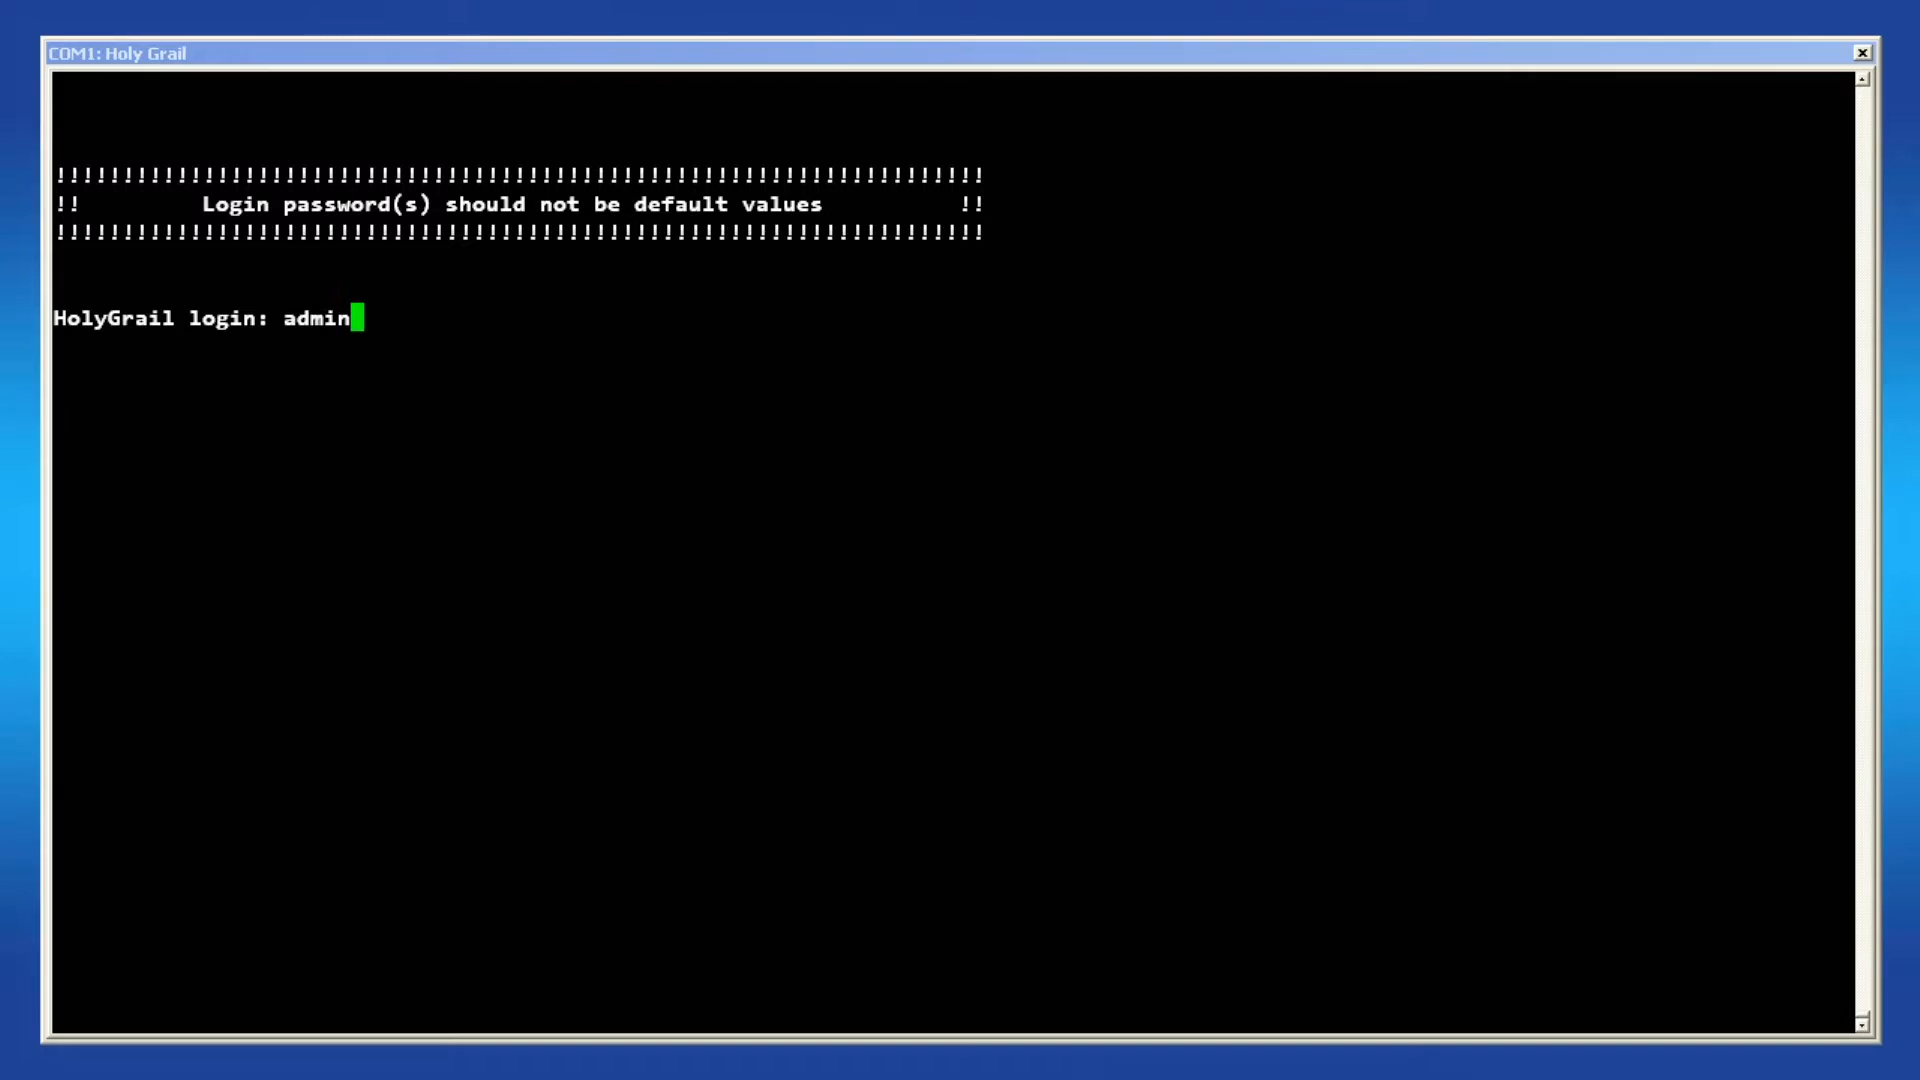 COM1: Holy Grail
!!!!!!!!!!!!!!!!!!!!!!!!!!!!!!!!!!!!!!!!!!!!!!!!!!!!!!!!!!!!!!!!!!!!!
!! Login password(s) should not be default values !!
!!!!!!!!!!!!!!!!!!!!!!!!!!!!!!!!!!!!!!!!!!!!!!!!!!!!!!!!!!!!!!!!!!!!!
HolyGrail login: admin